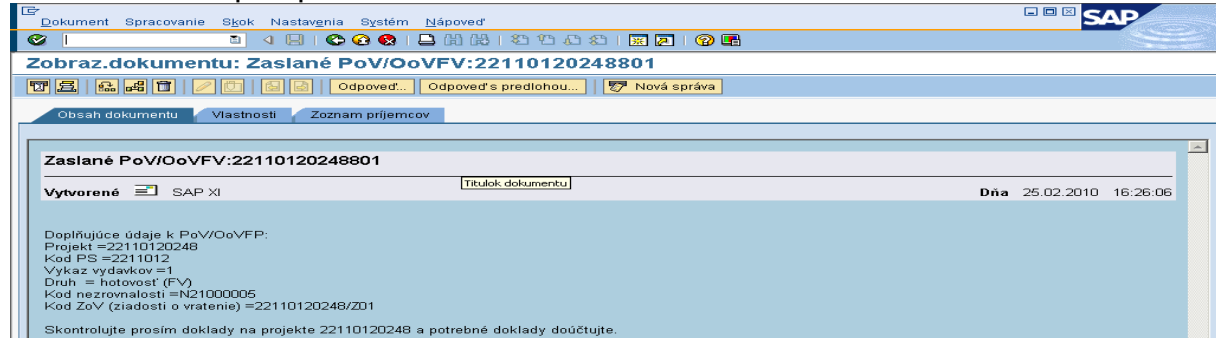 Dokument Spracovanie Skok Nastavenia Systém Nápoveď
SAP
Zobraz.dokumentu: Zaslané PoV/OoVFV:22110120248801
Odpoveď... Odpoveď s predlohou... Nová správa
Obsah dokumentu Vlastnosti Zoznam príjemcov
Zaslané PoV/OoVFV:22110120248801
Titulok dokumentu
Vytvorené SAP XI Dňa 25.02.2010 16:26:06
Doplňujúce údaje k PoV/OoVFP:
Projekt =22110120248
Kod PS =2211012
Vykaz vydavkov =1
Druh = hotovosť (FV)
Kod nezrovnalosti =N21000005
Kod ZoV (ziadosti o vratenie) =22110120248/Z01
Skontrolujte prosím doklady na projekte 22110120248 a potrebné doklady doúčtujte.